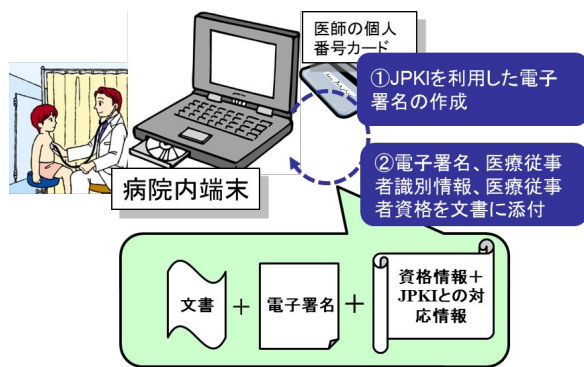 医師の個人
番号カード
①JPKIを利用した電子
署名の作成
②電子署名、医療従事
者識別情報、医療従事
者資格を文書に添付
病院内端末
文書
+
電子署名
+
資格情報+
JPKIとの対
応情報